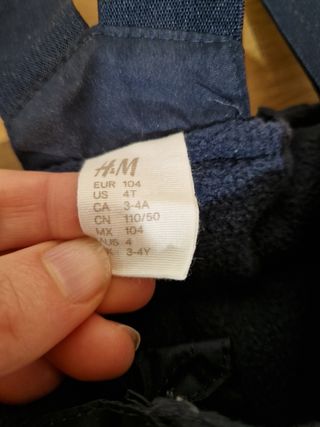 H&M
EUR 104
US 4T
CA 3-4A
CN 110/50
MX 104
AUS 4
3-4Y